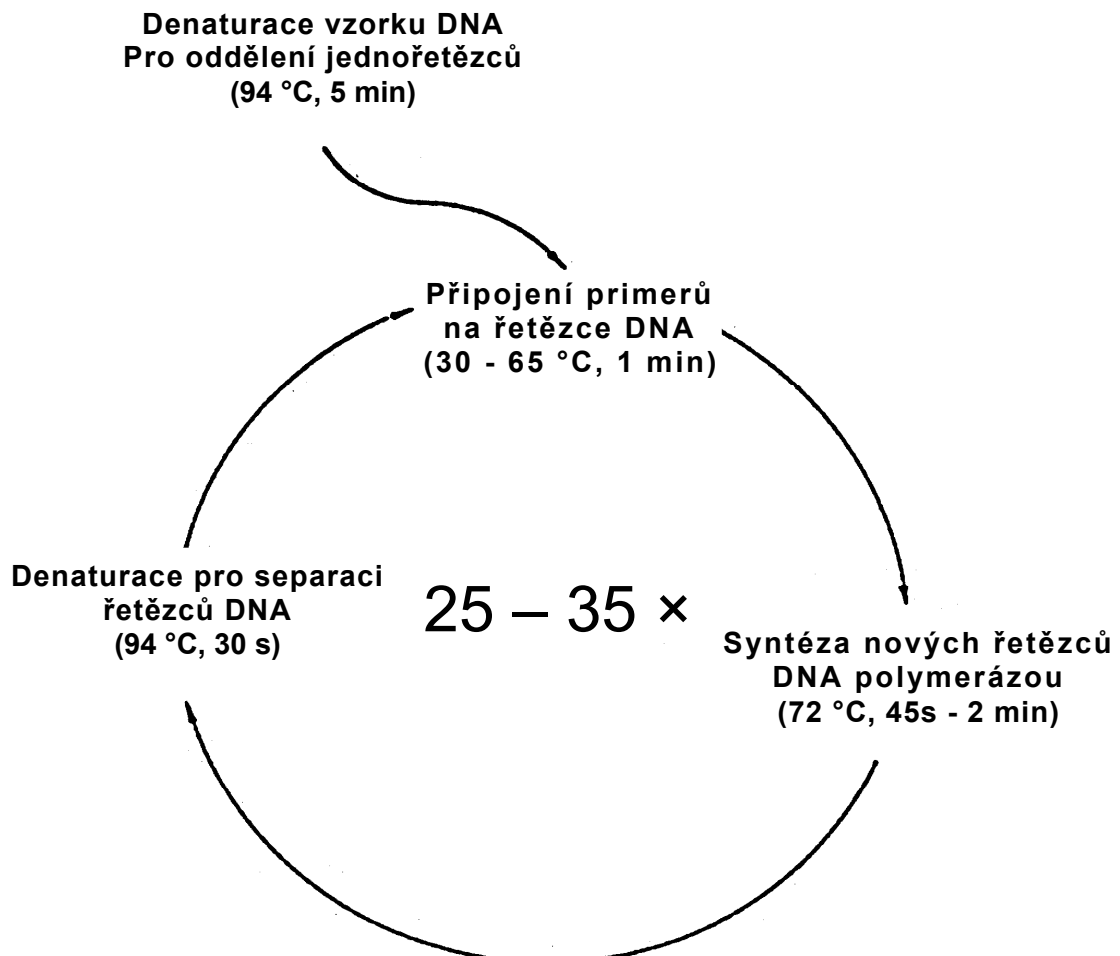 Denaturace vzorku DNA
Pro oddělení jednořetězců
(94 °C, 5 min)
Připojení primerů
na řetězce DNA
(30 - 65 °C, 1 min)
Denaturace pro separaci
řetězců DNA
(94 °C, 30 s)
25 – 35 ×
Syntéza nových řetězců
DNA polymerázou
(72 °C, 45s - 2 min)